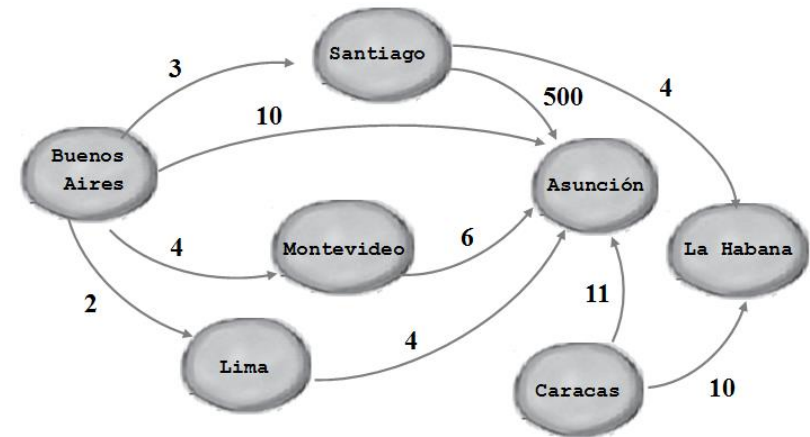 Santiago
3
4
500
10
Buenos
Aires
Asunción
4
Montevideo
6
La Habana
2
11
4
Lima
Caracas
10